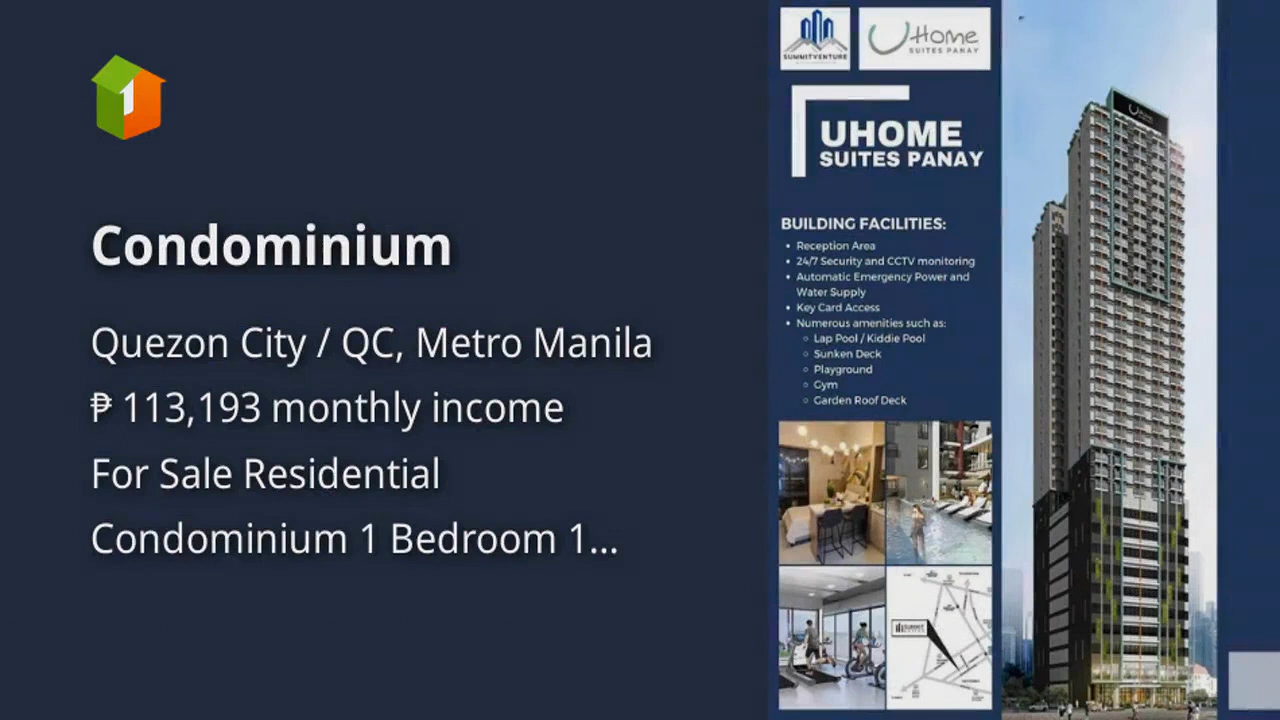 Condominium
Quezon City / QC, Metro Manila
₱ 113,193 monthly income
For Sale Residential
Condominium 1 Bedroom 1...
SUMMITVENTURE
UHome
SUITES PANAY
UHOME
SUITES PANAY
BUILDING FACILITIES:
• Reception Area
• 24/7 Security and CCTV monitoring
• Automatic Emergency Power and
Water Supply
• Key Card Access
• Numerous amenities such as:
◦ Lap Pool / Kiddie Pool
◦ Sunken Deck
◦ Playground
◦ Gym
◦ Garden Roof Deck
SUMMIT
UHome